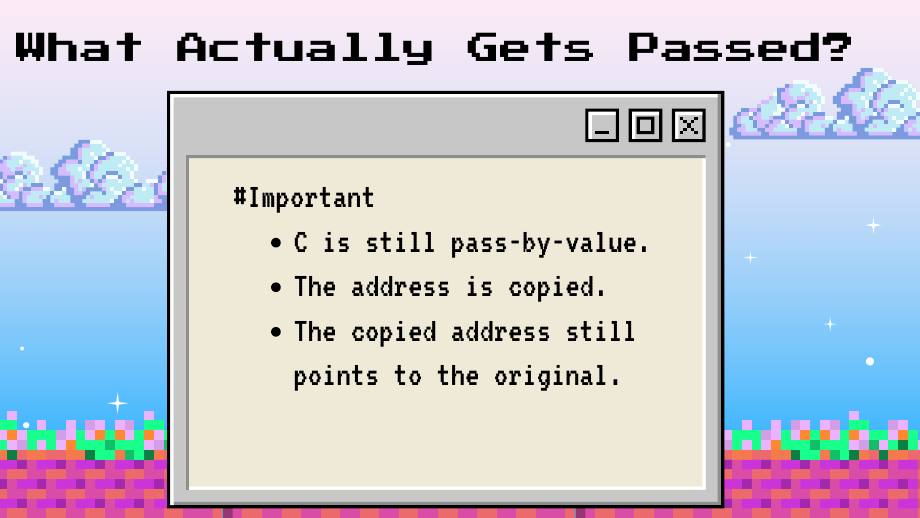 What Actually Gets Passed?
#Important
• C is still pass-by-value.
• The address is copied.
• The copied address still
points to the original.